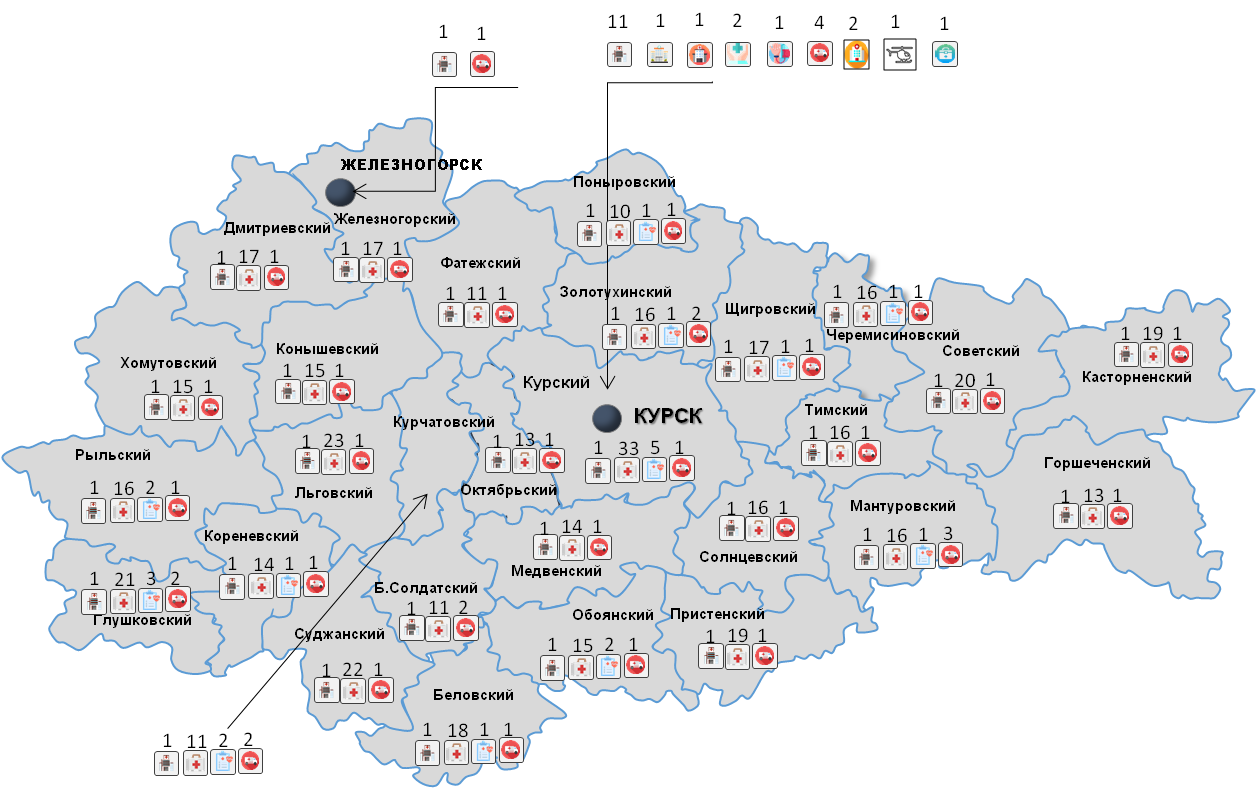 1 1
11 1 1 2 1 4 2 1 1
ЖЕЛЕЗНОГОРСК
Поныровский
1 10 1 1
Железногорский
1 17 1
Дмитриевский
1 17 1
Фатежский
1 11 1
Золотухинский
1 16 1 2
Щигровский
1 17 1 1
1 16 1 1
Черемисиновский
Советский
1 20 1
1 19 1
Касторненский
Хомутовский
1 15 1
Конышевский
1 15 1
Курский
КУРСК
1 33 5 1
Курчатовский
Тимский
1 16 1
1 23 1
Льговский
1 13 1
Октябрьский
Рыльский
1 16 2 1
Горшеченский
1 13 1
Мантуровский
1 16 1 3
1 16 1
Солнцевский
Кореневский
1 14 1 1
1 14 1
Медвенский
1 21 3 2
Глушковский
Б.Солдатский
1 11 2
Обоянский
1 15 2 1
Пристенский
1 19 1
Суджанский
1 22 1
Беловский
1 18 1 1
1 11 2 2